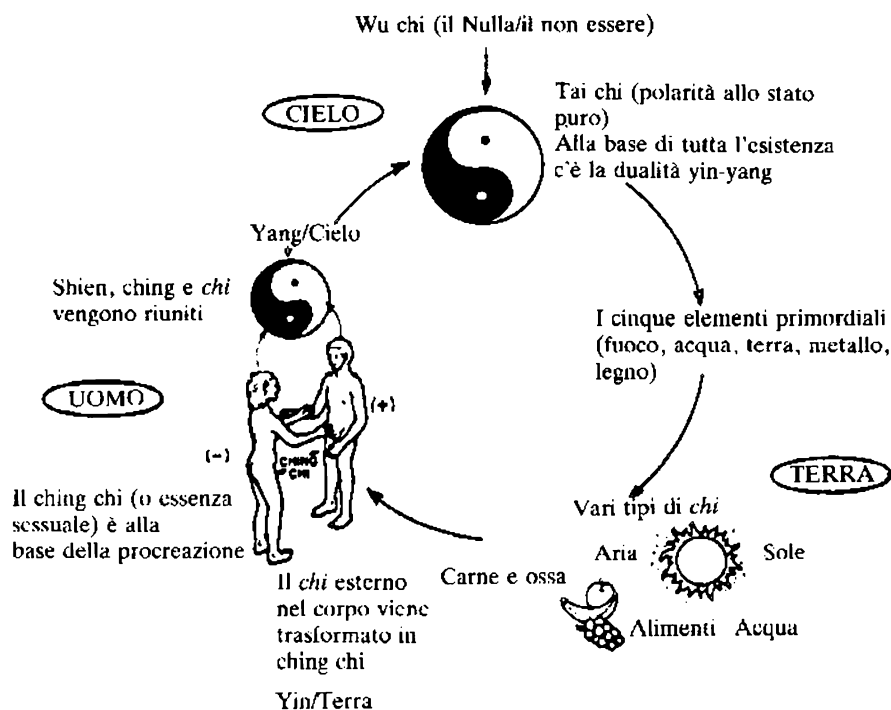 Wu chi (il Nulla/il non essere)
CIELO
Tai chi (polarità allo stato
puro)
Alla base di tutta l'esistenza
c'è la dualità yin-yang
Yang/Cielo
Shien, ching e chi
vengono riuniti
I cinque elementi primordiali
(fuoco, acqua, terra, metallo,
legno)
UOMO
(+)
(-)
CHING
CHI
TERRA
Il ching chi (o essenza
sessuale) è alla
base della procreazione
Vari tipi di chi
Aria
Sole
Carne e ossa
Alimenti Acqua
Il chi esterno
nel corpo viene
trasformato in
ching chi
Yin/Terra